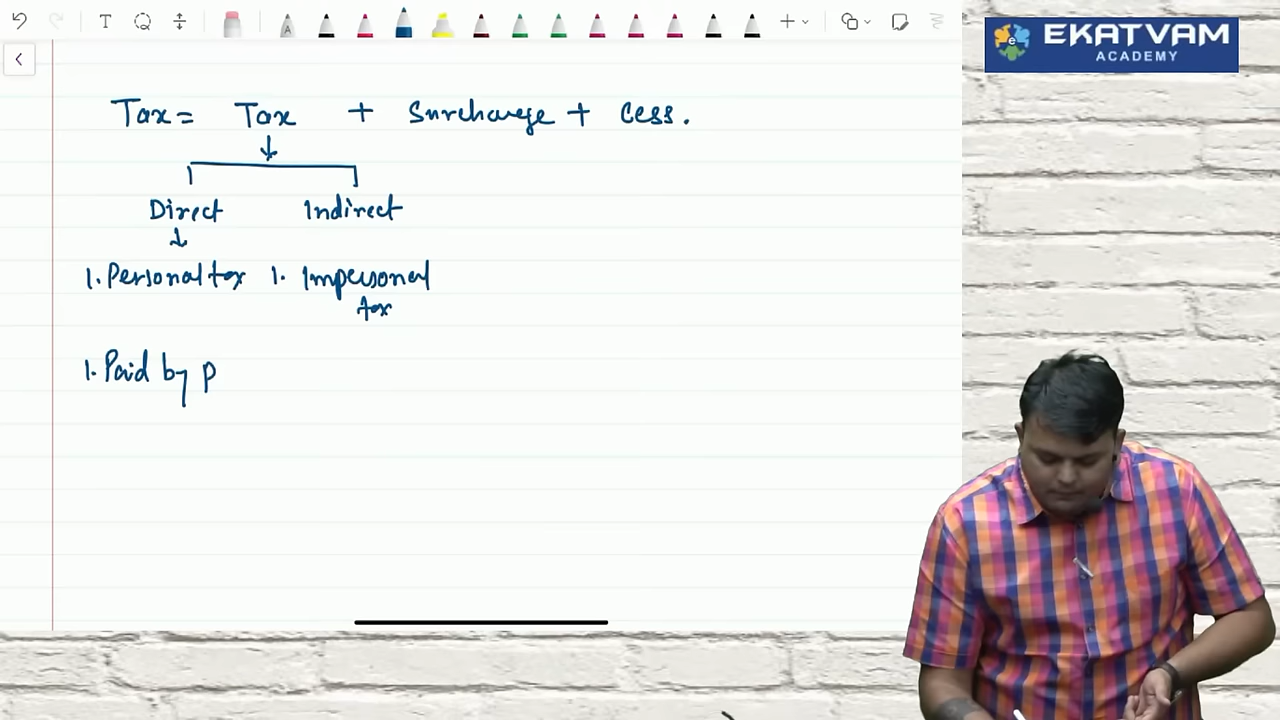 EKATVAM
ACADEMY
Tax = Tax + Surcharge + Cess.
Direct Indirect
1. Personal tax 1. Impersonal
tax
1. Paid by p